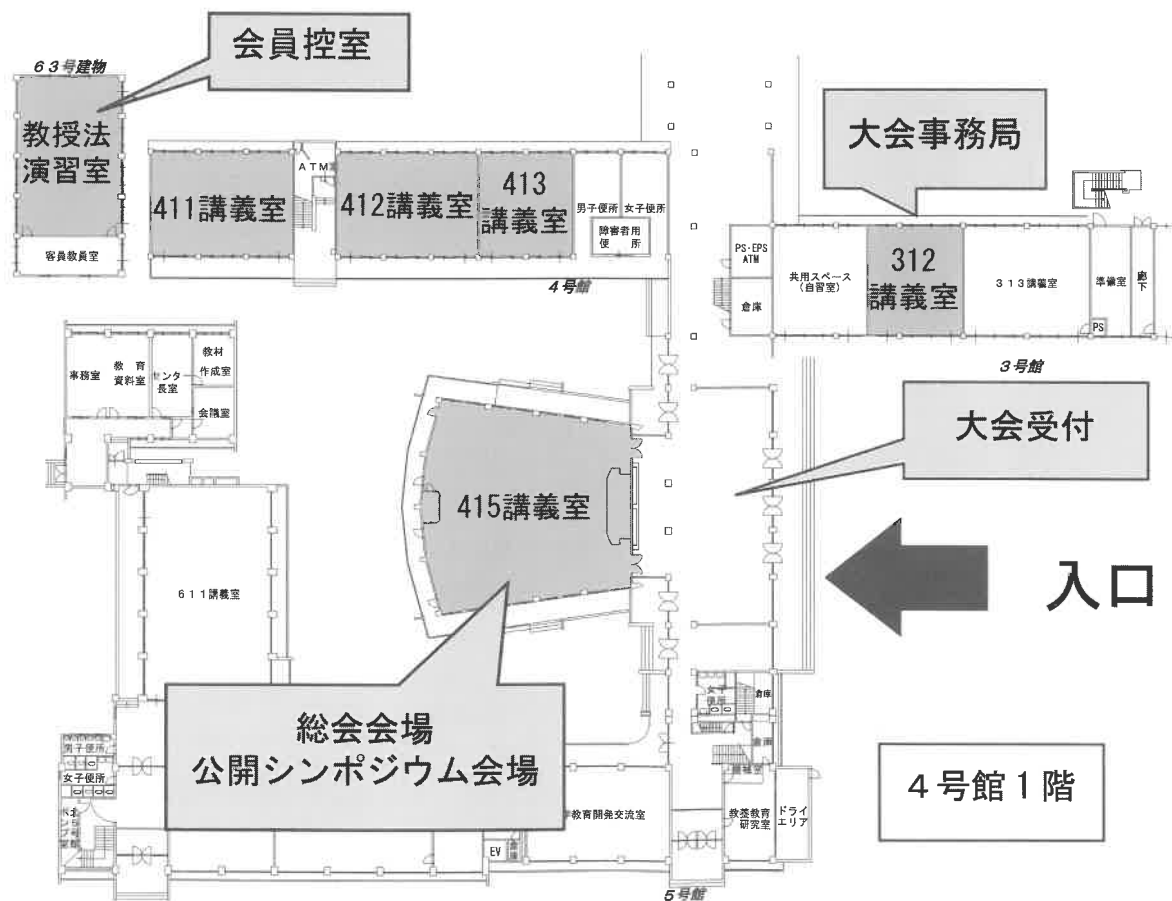 会員控室
63号建物
教授法
演習室
客員教員室
411講義室
ATM
412講義室
413
講義室
男子便所
女子便所
障害者用
便所
4号館
大会事務局
PS・EPS
ATM
倉庫
共用スペース
(自習室)
312
講義室
313講義室
準備室
PS
廊下
3号館
事務室
教育
資料室
センタ
長室
教材
作成室
会議室
大会受付
415講義室
入口
611講義室
総会会場
公開シンポジウム会場
女子
便所
倉庫
倉庫
4号館1階
男子便所
女子便所
教育開発交流室
EV
倉庫
教養教育
研究室
ドライ
エリア
5号館